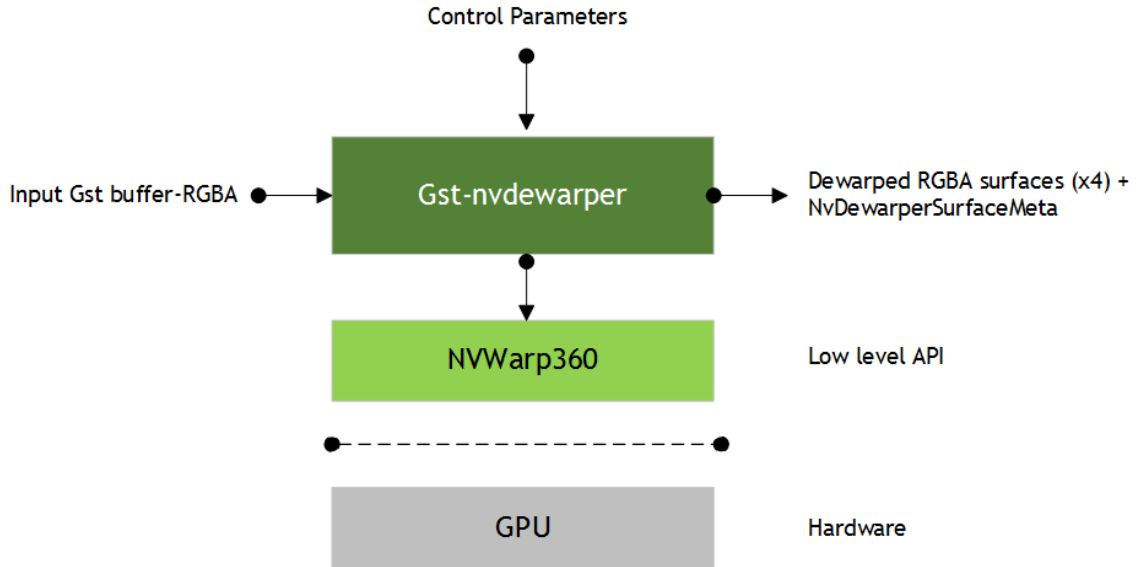 Control Parameters
Input Gst buffer-RGBA
Gst-nvdewarper
Dewarped RGBA surfaces (x4) +
NvDewarperSurfaceMeta
NVWarp360
Low level API
GPU
Hardware